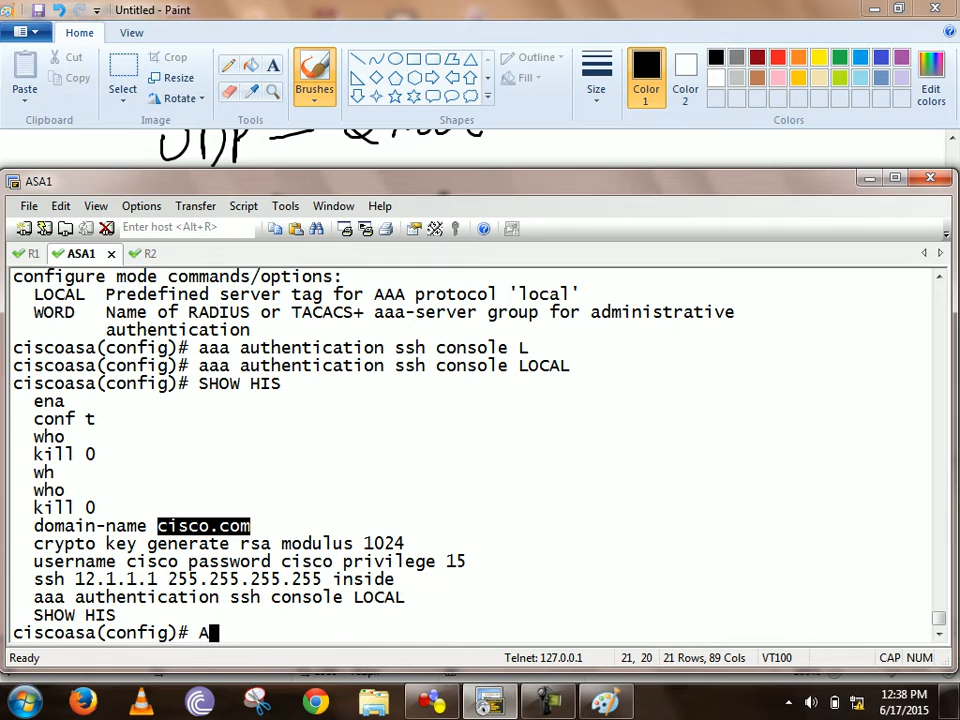 Untitled - Paint
Home
View
Paste
Cut
Copy
Clipboard
Select
Crop
Resize
Rotate
Image
Tools
Brushes
Shapes
Outline
Fill
Size
Color 1
Color 2
Edit colors
Colors
UDP —
ASA1
File Edit View Options Transfer Script Tools Window Help
Enter host <Alt+R>
R1 ASA1 R2
configure mode commands/options:
LOCAL Predefined server tag for AAA protocol 'local'
WORD Name of RADIUS or TACACS+ aaa-server group for administrative
authentication
ciscoasa(config)# aaa authentication ssh console L
ciscoasa(config)# aaa authentication ssh console LOCAL
ciscoasa(config)# SHOW HIS
ena
conf t
who
kill 0
wh
who
kill 0
domain-name cisco.com
crypto key generate rsa modulus 1024
username cisco password cisco privilege 15
ssh 12.1.1.1 255.255.255.255 inside
aaa authentication ssh console LOCAL
SHOW HIS
ciscoasa(config)# A
Ready Telnet: 127.0.0.1 21, 20 21 Rows, 89 Cols VT100 CAP NUM
12:38 PM
6/17/2015